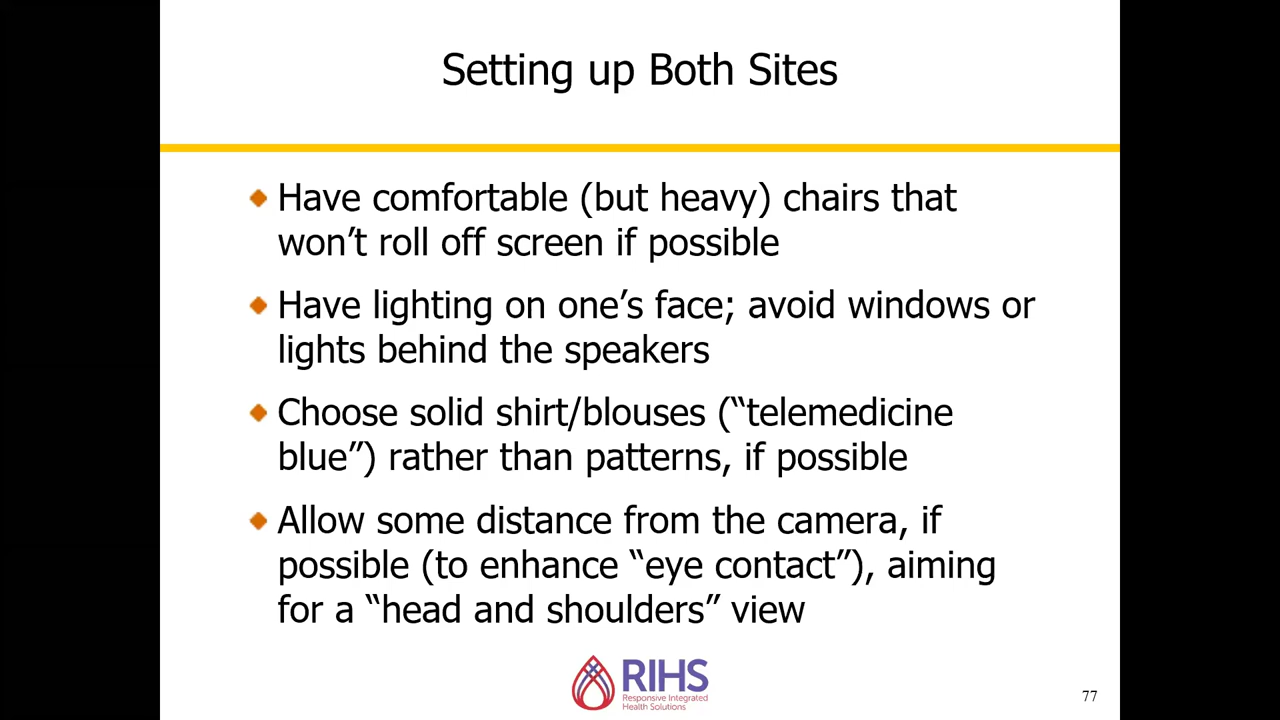 Setting up Both Sites
Have comfortable (but heavy) chairs that
won’t roll off screen if possible
Have lighting on one’s face; avoid windows or
lights behind the speakers
Choose solid shirt/blouses (“telemedicine
blue”) rather than patterns, if possible
Allow some distance from the camera, if
possible (to enhance “eye contact”), aiming
for a “head and shoulders” view
RIHS
Responsive Integrated
Health Solutions
77